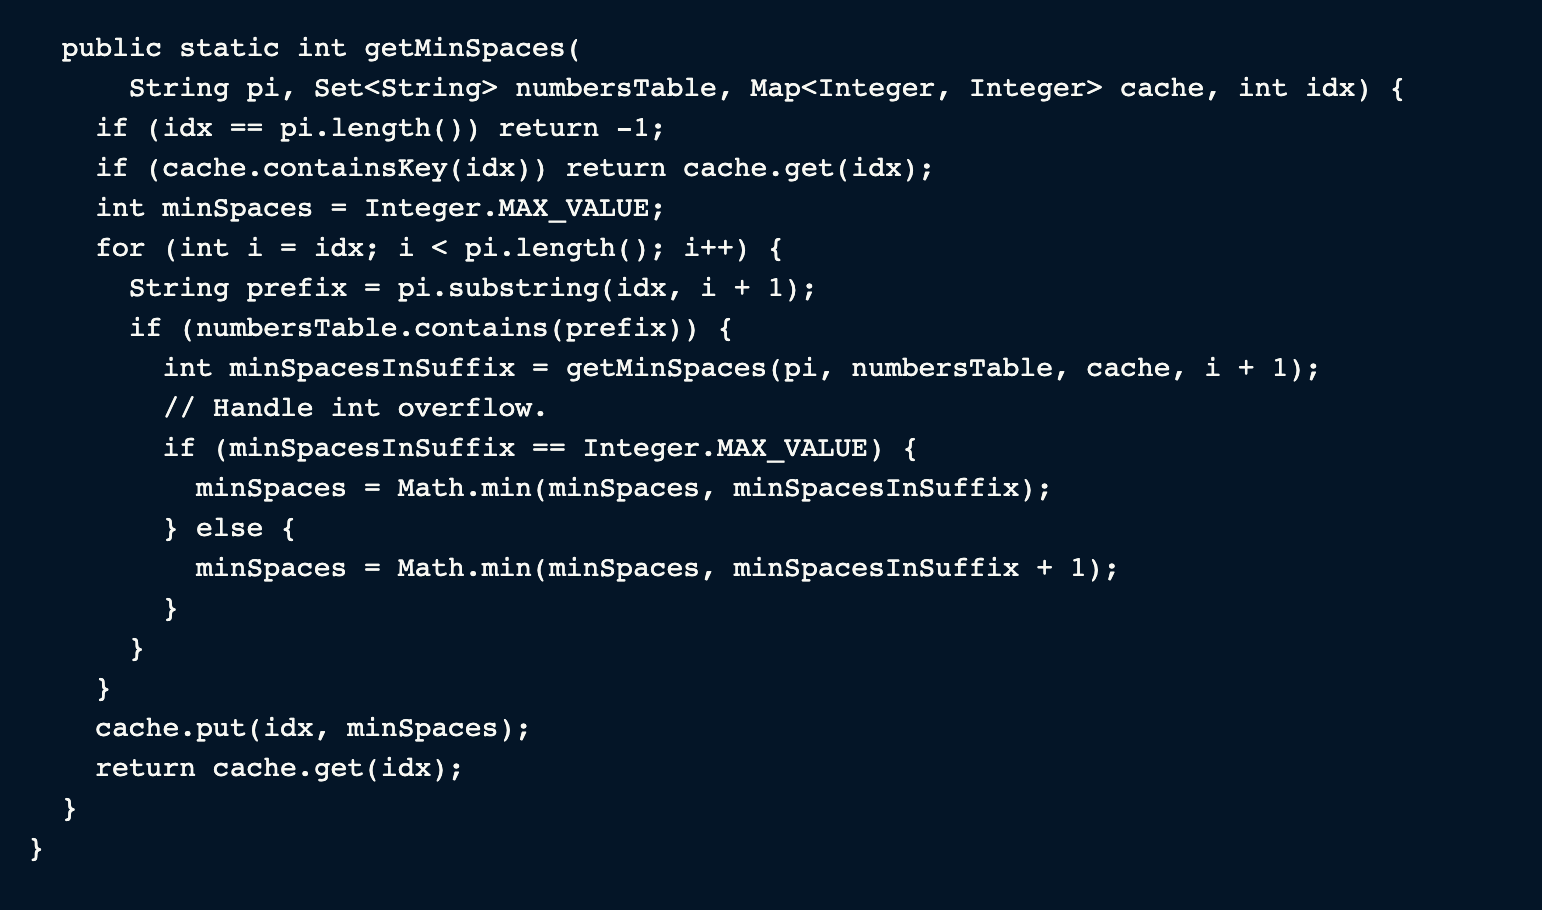 public static int getMinSpaces(
String pi, Set<String> numbersTable, Map<Integer, Integer> cache, int idx) {
if (idx == pi.length()) return -1;
if (cache.containsKey(idx)) return cache.get(idx);
int minSpaces = Integer.MAX_VALUE;
for (int i = idx; i < pi.length(); i++) {
String prefix = pi.substring(idx, i + 1);
if (numbersTable.contains(prefix)) {
int minSpacesInSuffix = getMinSpaces(pi, numbersTable, cache, i + 1);
// Handle int overflow.
if (minSpacesInSuffix == Integer.MAX_VALUE) {
minSpaces = Math.min(minSpaces, minSpacesInSuffix);
} else {
minSpaces = Math.min(minSpaces, minSpacesInSuffix + 1);
}
}
}
cache.put(idx, minSpaces);
return cache.get(idx);
}
}